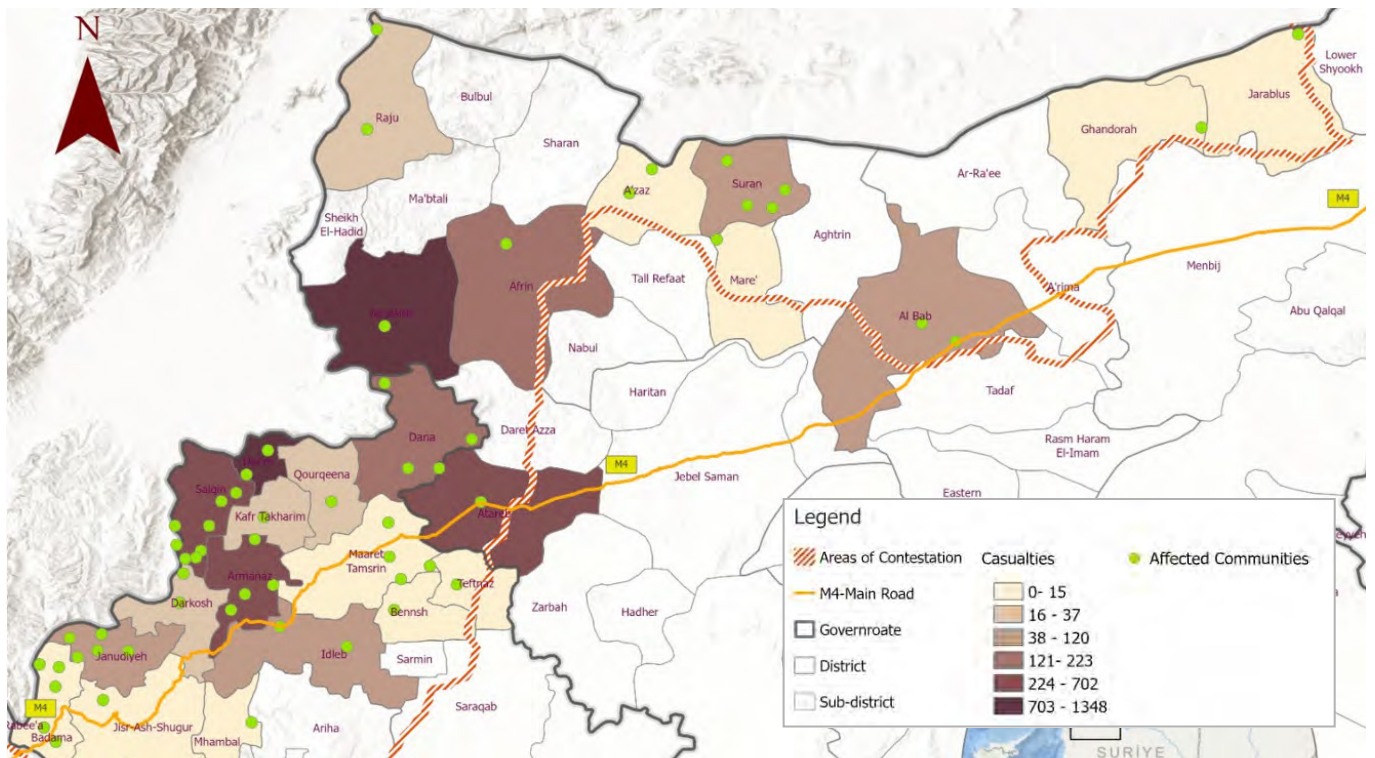 N
Lower
Shyookh
Bulbul
Jarablus
Raju
Ghandorah
Sharan
Ar-Ra'ee
A'zaz
Suran
Ma'btali
M4
Sheikh
El-Hadid
Aghtrin
Menbij
Afrin
Tall Refaat
Mare'
A'rima
Abu Qalqal
Al Bab
Nabul
Haritan
Tadaf
Dana
Daret Azza
Rasm Haram
El-Imam
M4
Qourqeena
Jebel Saman
Salqin
Eastern
Kafr Takharim
Atareb
Maaret
Tamsrin
Armanaz
Teftnaz
Darkosh
Bennsh
Zarbah
Hadher
Janudiyeh
Idleb
Sarmin
M4
Saraqab
Jisr-Ash-Shugur
Ariha
Badama
Mhambal
Legend
Areas of Contestation
M4-Main Road
Governroate
District
Sub-district
Casualties
0- 15
16 - 37
38 - 120
121- 223
224 - 702
703 - 1348
Affected Communities
SURİYE